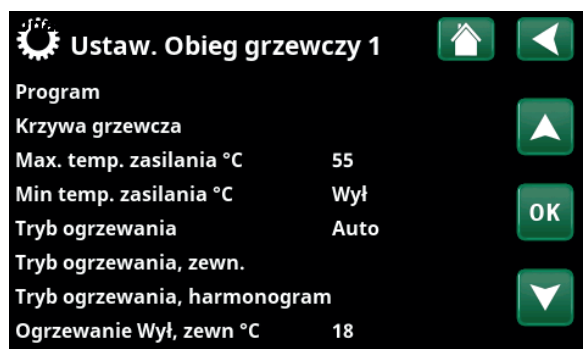 Ustaw. Obieg grzewczy 1
Program
Krzywa grzewcza
Max. temp. zasilania °C 55
Min temp. zasilania °C Wył
Tryb ogrzewania Auto
OK
Tryb ogrzewania, zewn.
Tryb ogrzewania, harmonogram
Ogrzewanie Wył, zewn °C 18